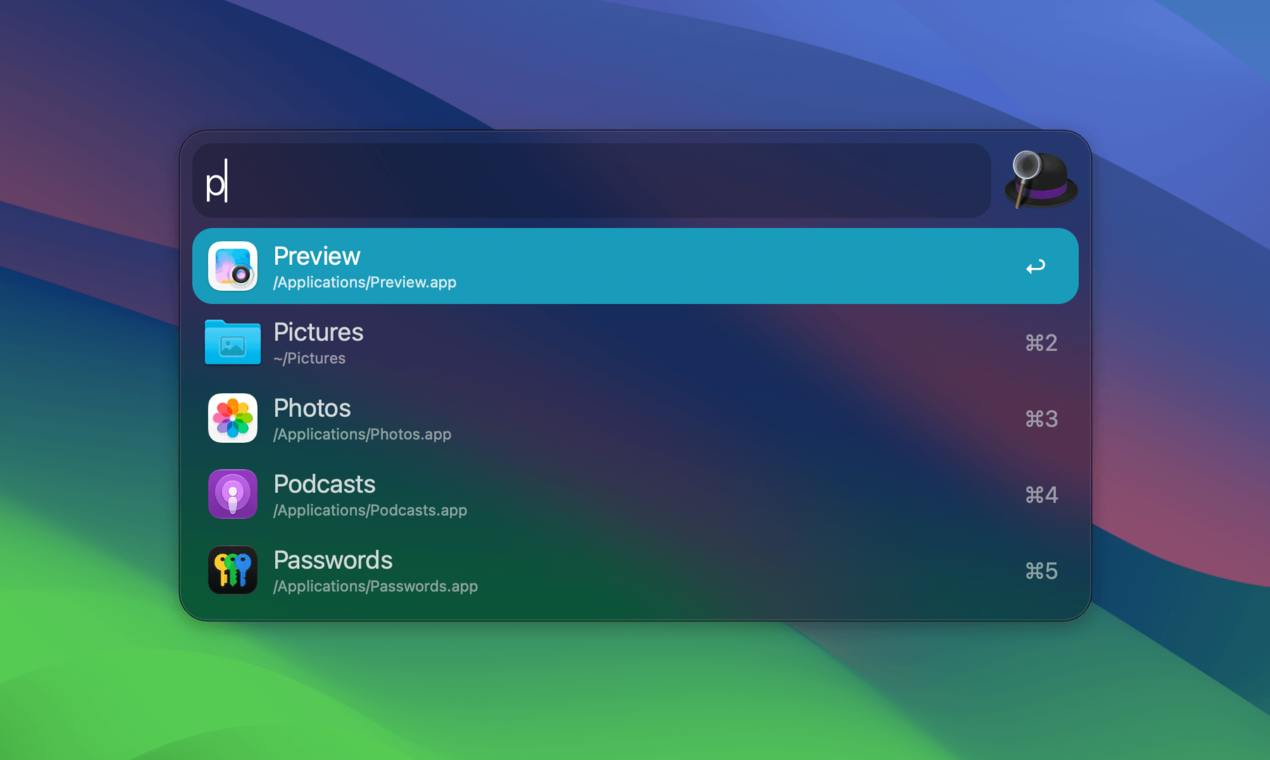 p
Preview
/Applications/Preview.app
↩
Pictures
~/Pictures
⌘2
Photos
/Applications/Photos.app
⌘3
Podcasts
/Applications/Podcasts.app
⌘4
Passwords
/Applications/Passwords.app
⌘5